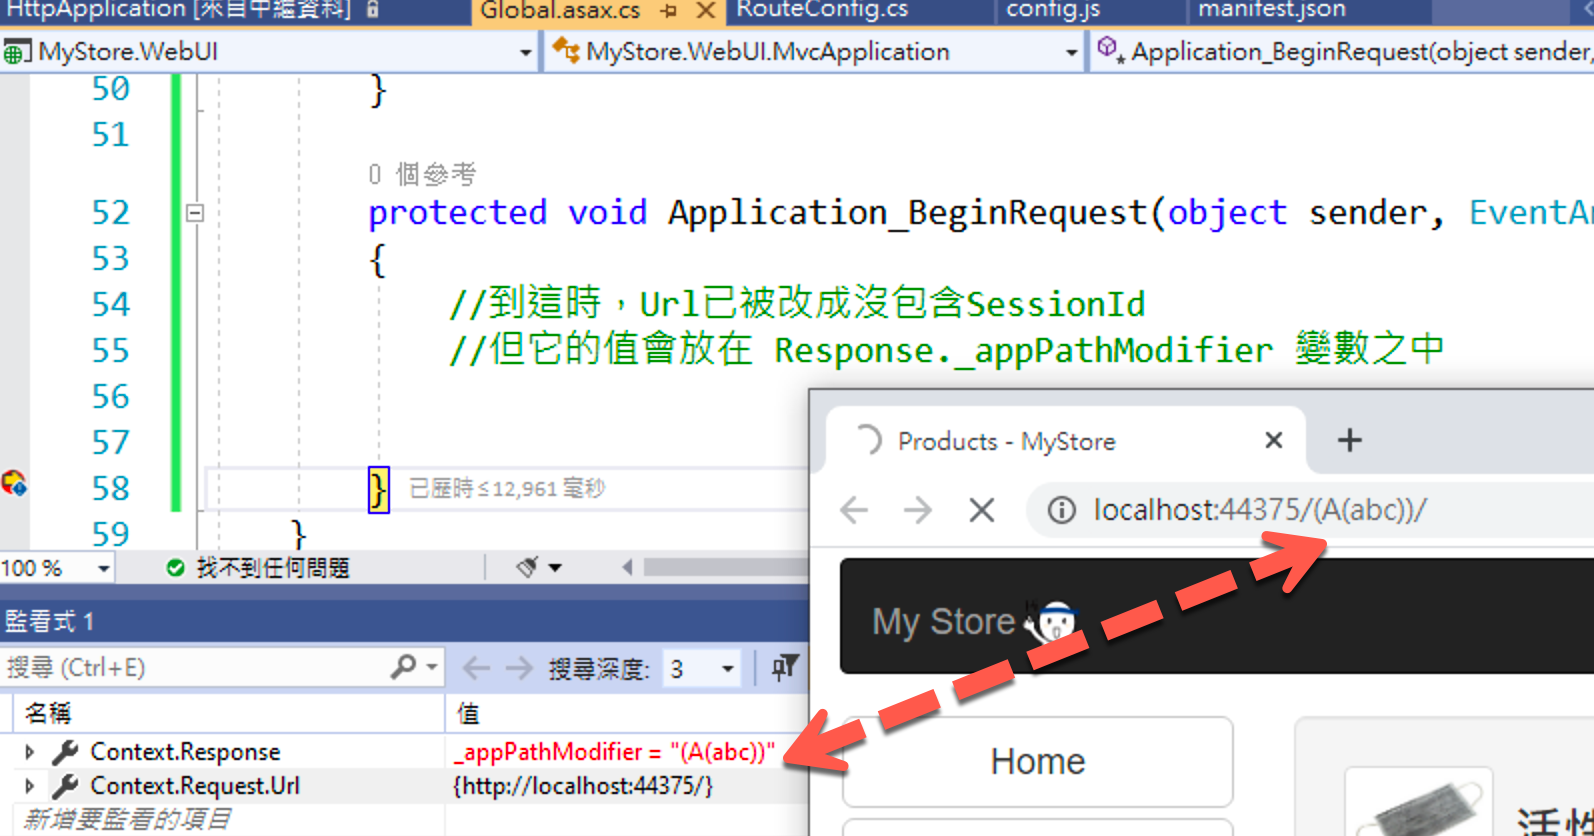 HttpApplication [來自中繼資料]
Global.asax.cs
RouteConfig.cs
config.js
manifest.json
MyStore.WebUI
MyStore.WebUI.MvcApplication
Application_BeginRequest(object sender,
50 }
51
0 個參考
52 protected void Application_BeginRequest(object sender, EventAr
53 {
54 //到這時，Url已被改成沒包含SessionId
55 //但它的值會放在 Response._appPathModifier 變數之中
56
57
58 } 已歷時≤12,961 毫秒
59 }
100 %
找不到任何問題
監看式 1
搜尋 (Ctrl+E)
搜尋深度: 3
名稱 值
Context.Response _appPathModifier = "(A(abc))"
Context.Request.Url {http://localhost:44375/}
新增要監看的項目
Products - MyStore
localhost:44375/(A(abc))/
My Store
Home
活性